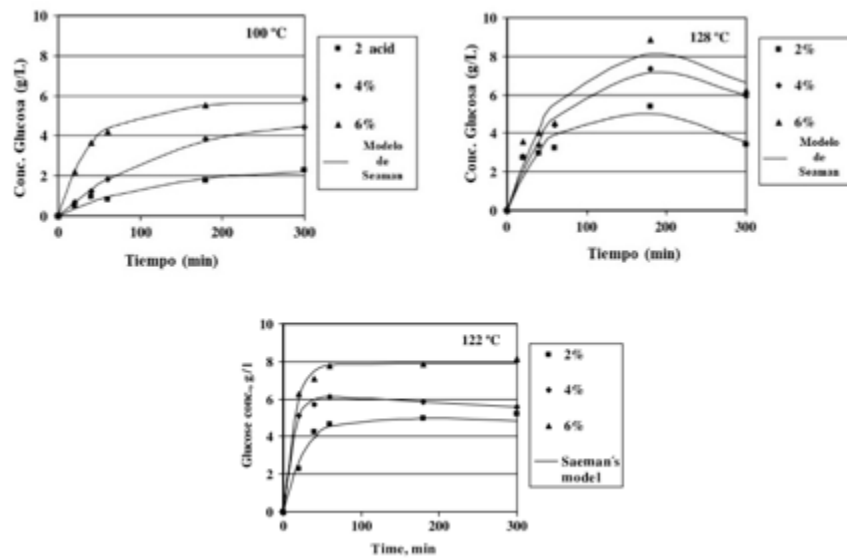 100 ºC
Conc. Glucosa (g/L)
10
8
6
4
2
0
0
100
200
300
Tiempo (min)
2 acid
4%
6%
Modelo
de
Seaman
128 ºC
Conc. Glucosa (g/L)
10
8
6
4
2
0
0
100
200
300
Tiempo (min)
2%
4%
6%
Modelo
de
Seaman
122 ºC
Glucose conc., g/l
10
8
6
4
2
0
0
100
200
300
Time, min
2%
4%
6%
Saeman's
model